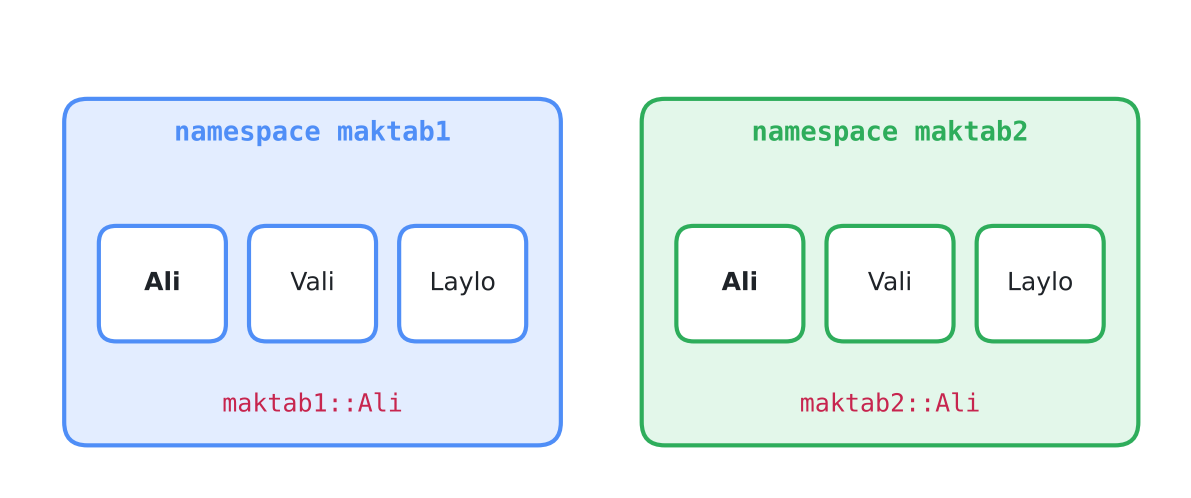 namespace maktab1
Ali
Vali
Laylo
maktab1::Ali
namespace maktab2
Ali
Vali
Laylo
maktab2::Ali